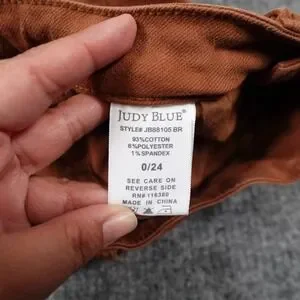 JUDY BLUE
STYLE# JB88105 BR
93%COTTON
6%POLYESTER
1%SPANDEX
0/24
SEE CARE ON
REVERSE SIDE
RN# 116380
MADE IN CHINA